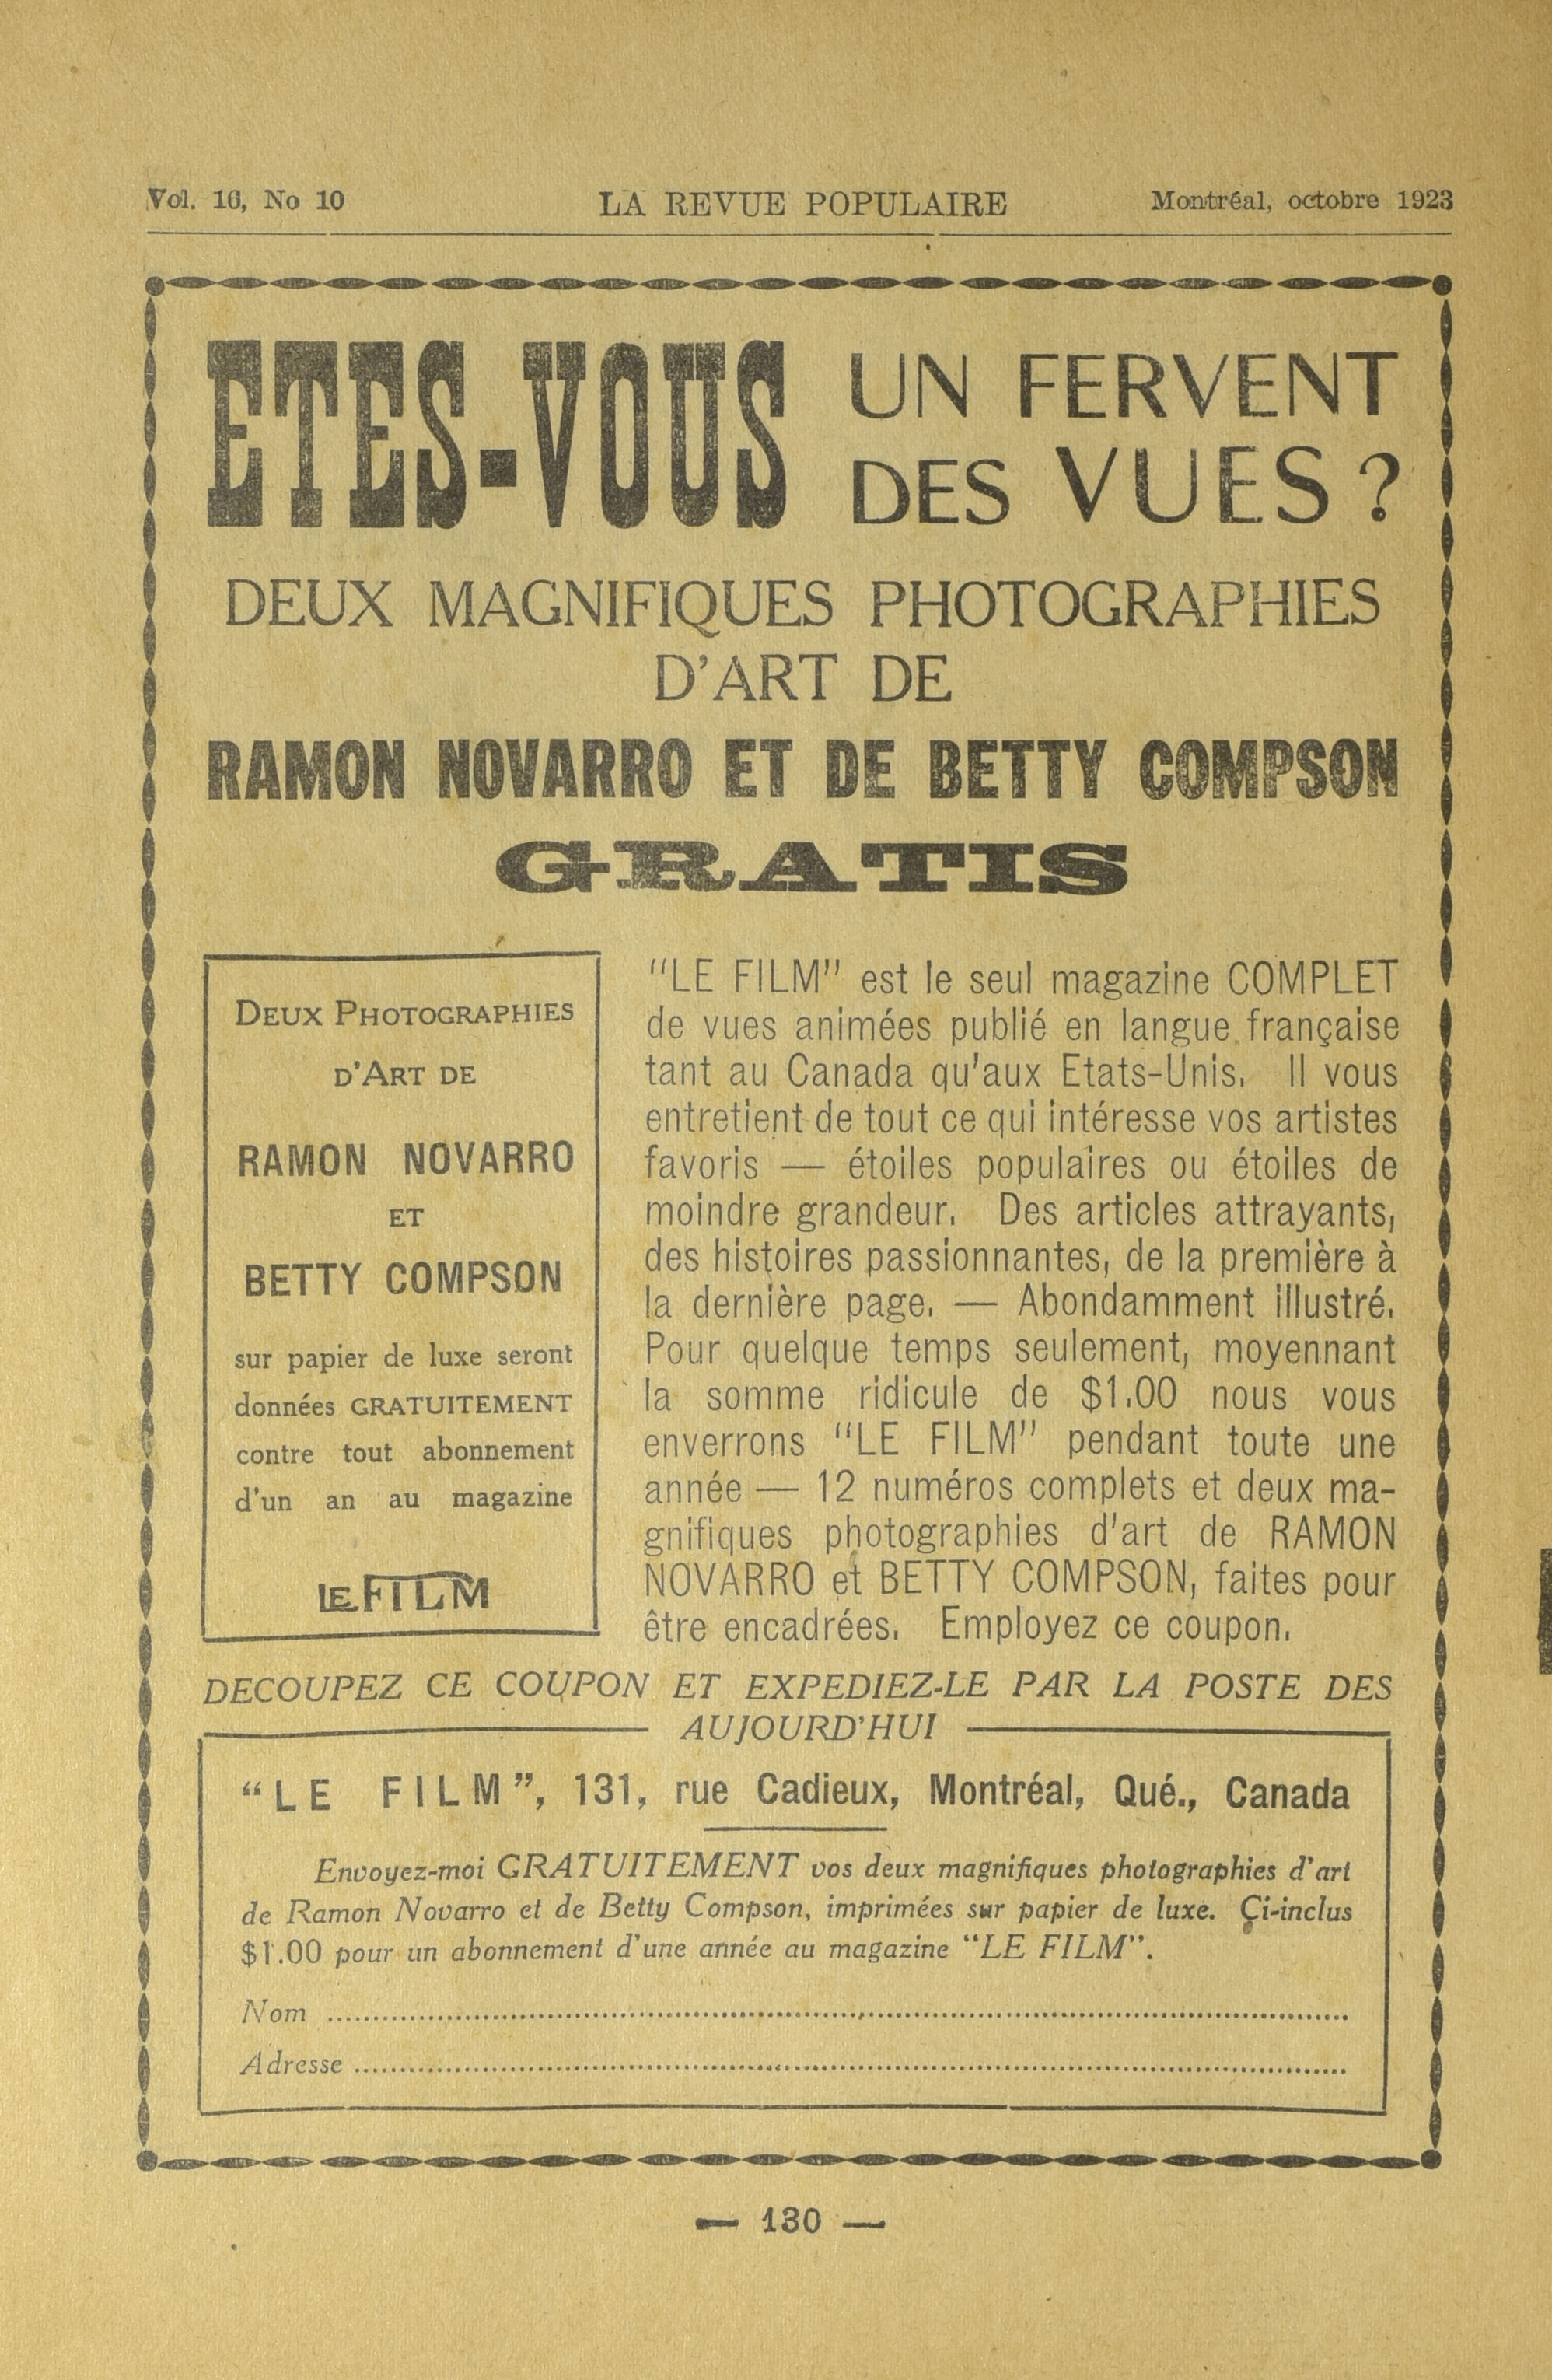 Vol. 16, No 10 LA REVUE POPULAIRE Montréal, octobre 1923
ETES-VOUS UN FERVENT
DES VUES ?
DEUX MAGNIFIQUES PHOTOGRAPHIES
D'ART DE
RAMON NOVARRO ET DE BETTY COMPSON
GRATIS
DEUX PHOTOGRAPHIES
D'ART DE
RAMON NOVARRO
ET
BETTY COMPSON
sur papier de luxe seront
données GRATUITEMENT
contre tout abonnement
d'un an au magazine
LE FILM
"LE FILM" est le seul magazine COMPLET
de vues animées publié en langue française
tant au Canada qu'aux Etats-Unis. Il vous
entretient de tout ce qui intéresse vos artistes
favoris — étoiles populaires ou étoiles de
moindre grandeur. Des articles attrayants,
des histoires passionnantes, de la première à
la dernière page. — Abondamment illustré.
Pour quelque temps seulement, moyennant
la somme ridicule de $1.00 nous vous
enverrons "LE FILM" pendant toute une
année — 12 numéros complets et deux ma-
gnifiques photographies d'art de RAMON
NOVARRO et BETTY COMPSON, faites pour
être encadrées. Employez ce coupon.
DECOUPEZ CE COUPON ET EXPEDIEZ-LE PAR LA POSTE DES
AUJOURD'HUI
"LE FILM", 131, rue Cadieux, Montréal, Qué., Canada
Envoyez-moi GRATUITEMENT vos deux magnifiques photographies d'art
de Ramon Novarro et de Betty Compson, imprimées sur papier de luxe. Çi-inclus
$1.00 pour un abonnement d'une année au magazine "LE FILM".
Nom ..........
Adresse ..........
— 130 —